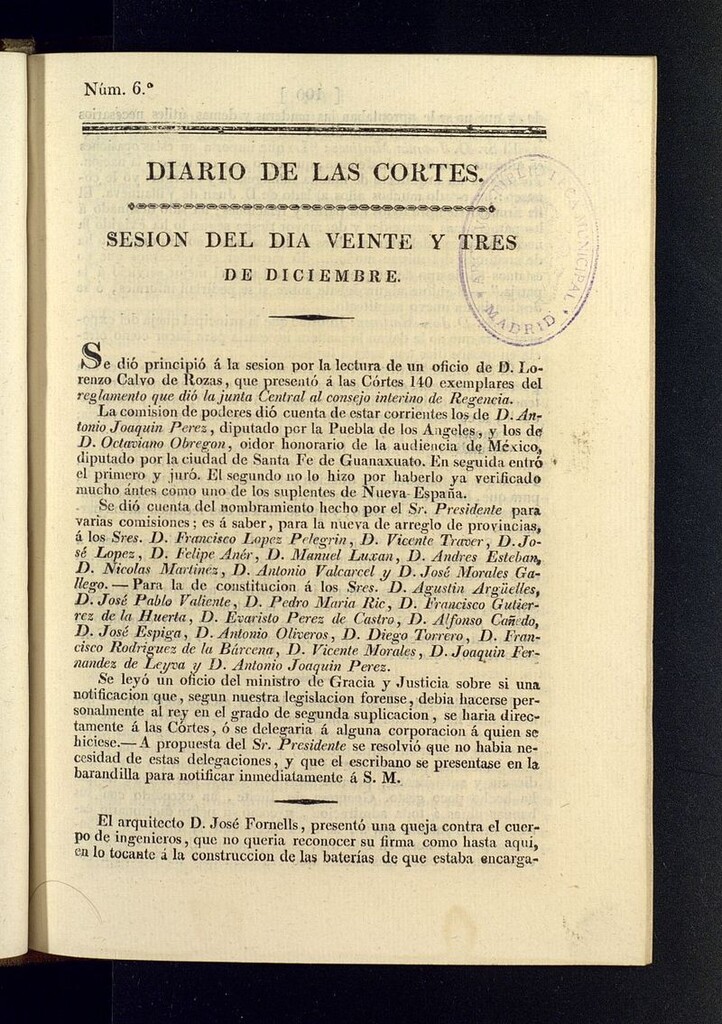 Núm. 6.º
DIARIO DE LAS CORTES.
SESION DEL DIA VEINTE Y TRES
DE DICIEMBRE.
MUNICIPAL
MADRID
Se dió principió á la sesion por la lectura de un oficio de D. Lo-
renzo Calvo de Rozas, que presentó á las Córtes 140 exemplares del
reglamento que dió la junta Central al consejo interino de Regencia.
La comision de poderes dió cuenta de estar corrientes los de D. An-
tonio Joaquin Perez, diputado por la Puebla de los Angeles, y los de
D. Octaviano Obregon, oidor honorario de la audiencia de México,
diputado por la ciudad de Santa Fe de Guanaxuato. En seguida entró
el primero y juró. El segundo no lo hizo por haberlo ya verificado
mucho ántes como uno de los suplentes de Nueva-España.
Se dió cuenta del nombramiento hecho por el Sr. Presidente para
varias comisiones; es á saber, para la nueva de arreglo de provincias,
á los Sres. D. Francisco Lopez Pelegrin, D. Vicente Traver, D. Jo-
sé Lopez, D. Felipe Anér, D. Manuel Luxan, D. Andres Esteban,
D. Nicolas Martinez, D. Antonio Valcarcel y D. José Morales Ga-
llego. — Para la de constitucion á los Sres. D. Agustin Argüelles,
D. José Pablo Valiente, D. Pedro Maria Ric, D. Francisco Gutier-
rez de la Huerta, D. Evaristo Perez de Castro, D. Alfonso Cañedo,
D. José Espiga, D. Antonio Oliveros, D. Diego Torrero, D. Fran-
cisco Rodriguez de la Bárcena, D. Vicente Morales, D. Joaquin Fer-
nandez de Leyva y D. Antonio Joaquin Perez.
Se leyó un oficio del ministro de Gracia y Justicia sobre si una
notificacion que, segun nuestra legislacion forense, debia hacerse per-
sonalmente al rey en el grado de segunda suplicacion, se haria direc-
tamente á las Córtes, ó se delegaria á alguna corporacion á quien se
hiciese.— A propuesta del Sr. Presidente se resolvió que no habia ne-
cesidad de estas delegaciones, y que el escribano se presentase en la
barandilla para notificar inmediatamente á S. M.
El arquitecto D. José Fornells, presentó una queja contra el cuer-
po de ingenieros, que no queria reconocer su firma como hasta aquí,
en lo tocante á la construccion de las baterías de que estaba encarga-